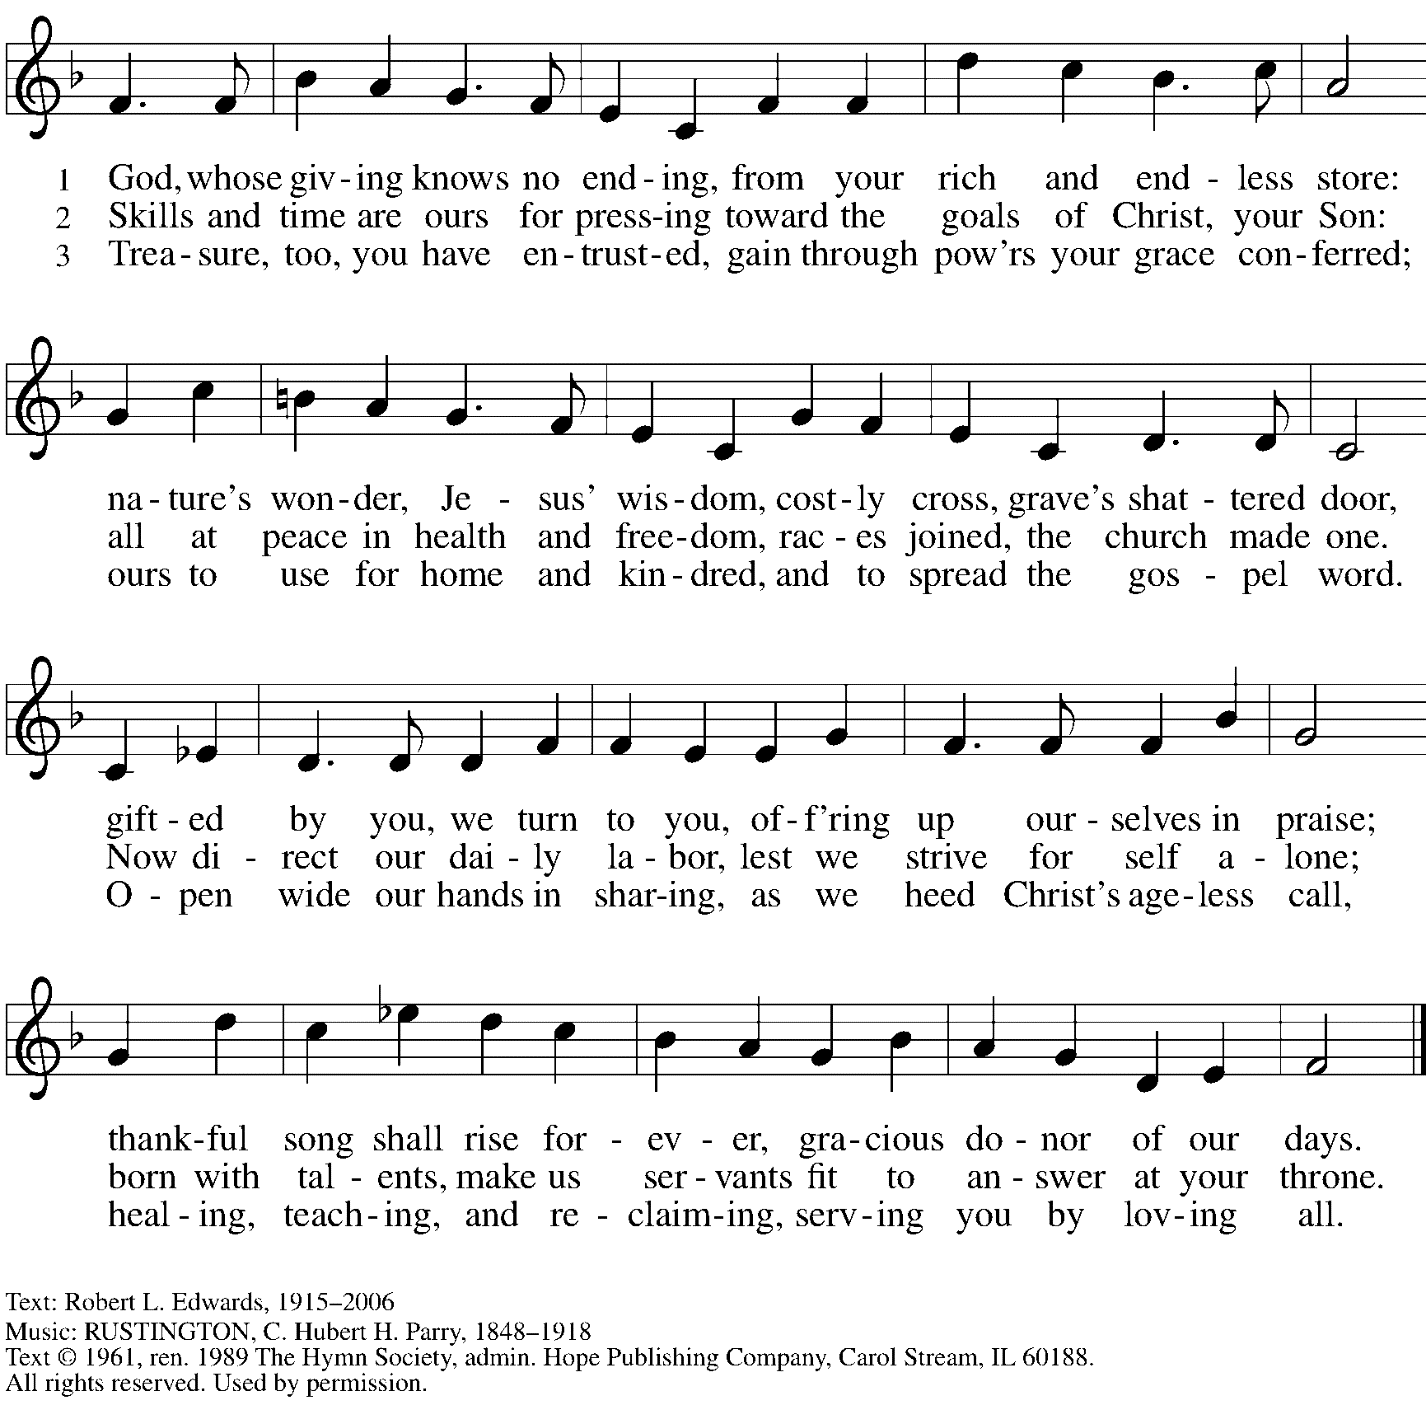 1 God, whose giv - ing knows no end - ing, from your rich and end - less store:
2 Skills and time are ours for press - ing toward the goals of Christ, your Son:
3 Trea - sure, too, you have en - trust - ed, gain through pow'rs your grace con - ferred;
na - ture's won - der, Je - sus' wis - dom, cost - ly cross, grave's shat - tered door,
all at peace in health and free - dom, rac - es joined, the church made one.
ours to use for home and kin - dred, and to spread the gos - pel word.
gift - ed by you, we turn to you, of - f'ring up our - selves in praise;
Now di - rect our dai - ly la - bor, lest we strive for self a - lone;
O - pen wide our hands in shar - ing, as we heed Christ's age - less call,
thank - ful song shall rise for - ev - er, gra - cious do - nor of our days.
born with tal - ents, make us ser - vants fit to an - swer at your throne.
heal - ing, teach - ing, and re - claim - ing, serv - ing you by lov - ing all.
Text: Robert L. Edwards, 1915–2006
Music: RUSTINGTON, C. Hubert H. Parry, 1848–1918
Text © 1961, ren. 1989 The Hymn Society, admin. Hope Publishing Company, Carol Stream, IL 60188.
All rights reserved. Used by permission.